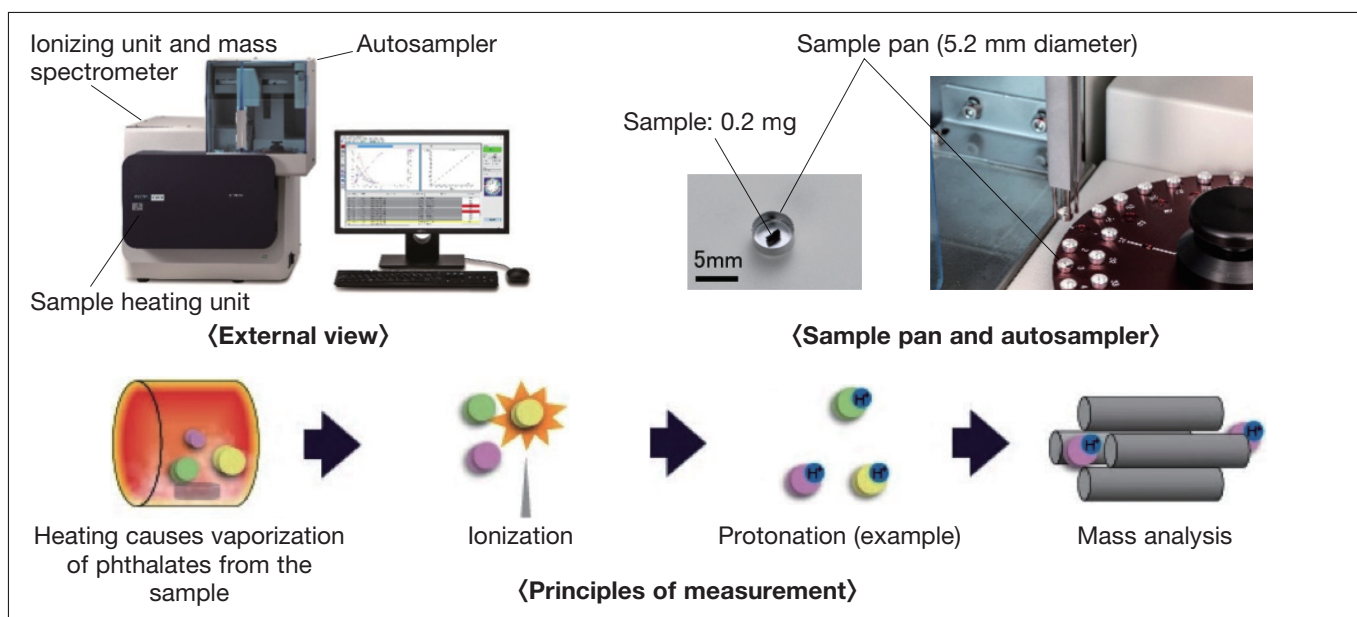 Ionizing unit and mass
spectrometer
Autosampler
Sample heating unit
〈External view〉
Sample pan (5.2 mm diameter)
Sample: 0.2 mg
5mm
〈Sample pan and autosampler〉
H⁺
H⁺
H⁺
H⁺
H⁺
Heating causes vaporization
of phthalates from the
sample
Ionization
Protonation (example)
Mass analysis
〈Principles of measurement〉